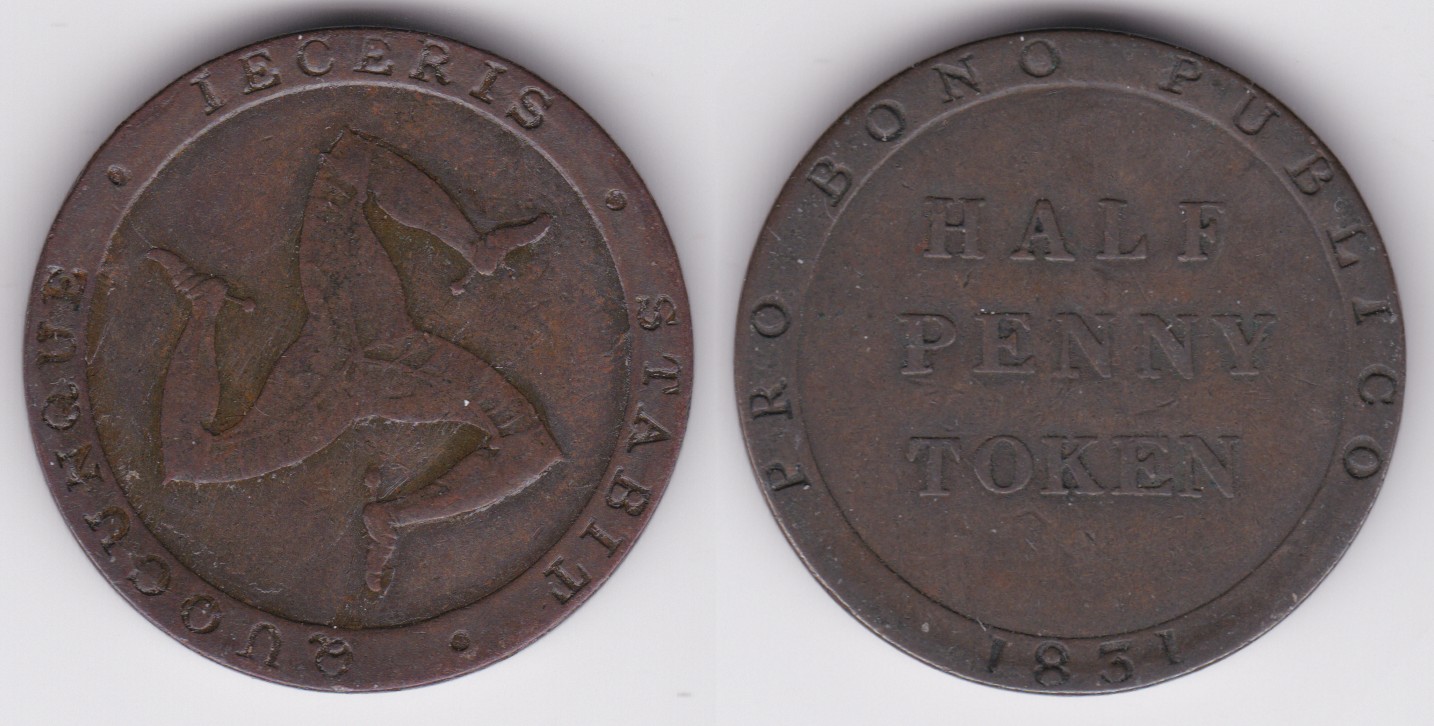 QUOCUNQUE · IECERIS · STABIT ·
PRO BONO PUBLICO
HALF
PENNY
TOKEN
1831